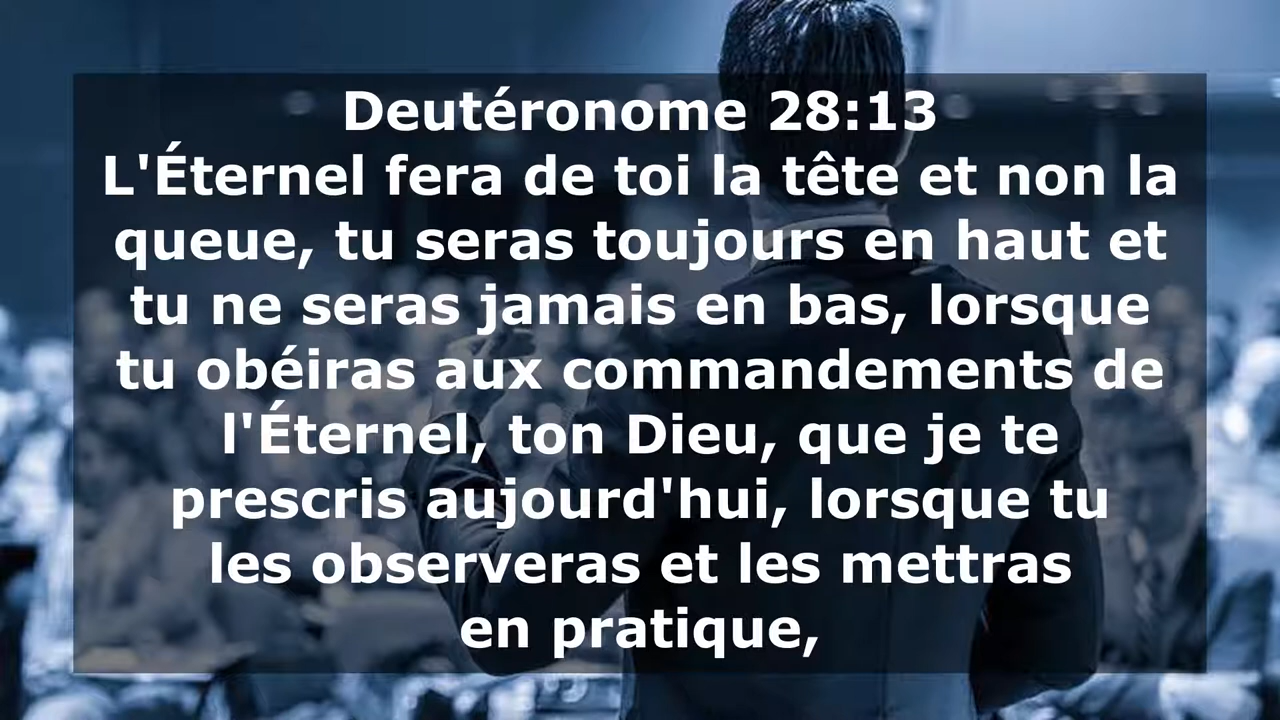 Deutéronome 28:13
L'Éternel fera de toi la tête et non la
queue, tu seras toujours en haut et
tu ne seras jamais en bas, lorsque
tu obéiras aux commandements de
l'Éternel, ton Dieu, que je te
prescris aujourd'hui, lorsque tu
les observeras et les mettras
en pratique,